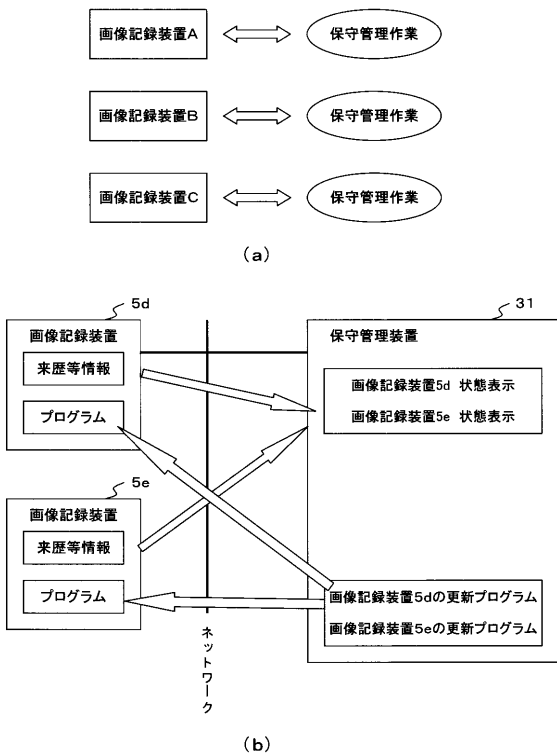 画像記録装置A
保守管理作業
画像記録装置B
保守管理作業
画像記録装置C
保守管理作業
(a)
5d
31
画像記録装置
保守管理装置
来歴等情報
画像記録装置5d 状態表示
プログラム
画像記録装置5e 状態表示
5e
画像記録装置
来歴等情報
プログラム
画像記録装置5dの更新プログラム
画像記録装置5eの更新プログラム
ネットワーク
(b)